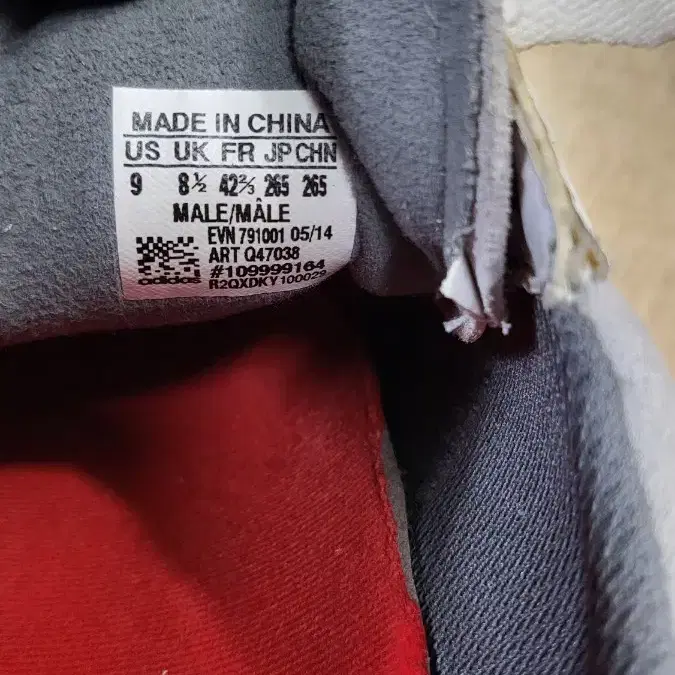 MADE IN CHINA
US UK FR JP CHN
9 8½ 42⅔ 265 265
MALE/MÂLE
EVN 791001 05/14
ART Q47038
#109999164
adidas R2QXDKY100029